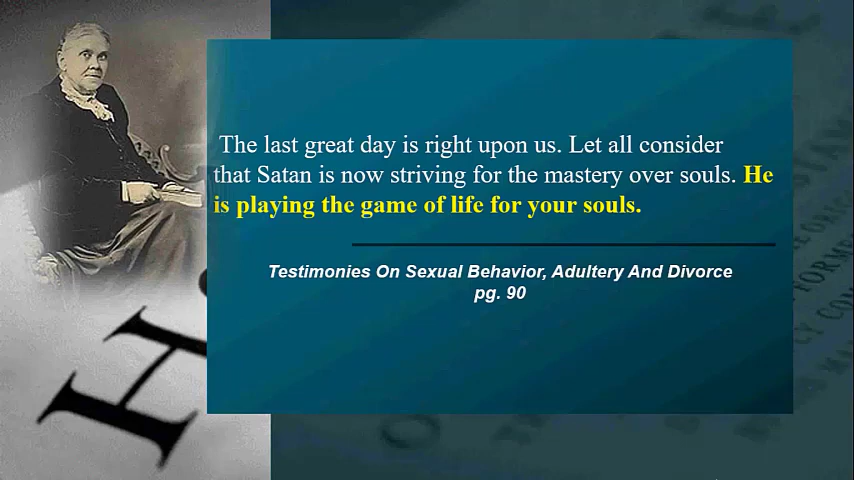 The last great day is right upon us. Let all consider
that Satan is now striving for the mastery over souls. He
is playing the game of life for your souls.
Testimonies On Sexual Behavior, Adultery And Divorce
pg. 90
H